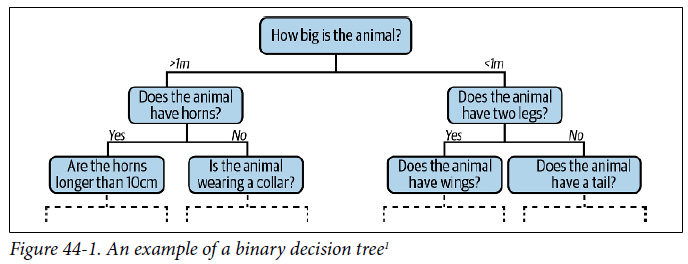 How big is the animal?
>1m
<1m
Does the animal
have horns?
Does the animal
have two legs?
Yes
No
Yes
No
Are the horns
longer than 10cm
Is the animal
wearing a collar?
Does the animal
have wings?
Does the animal
have a tail?
Figure 44-1. An example of a binary decision tree¹